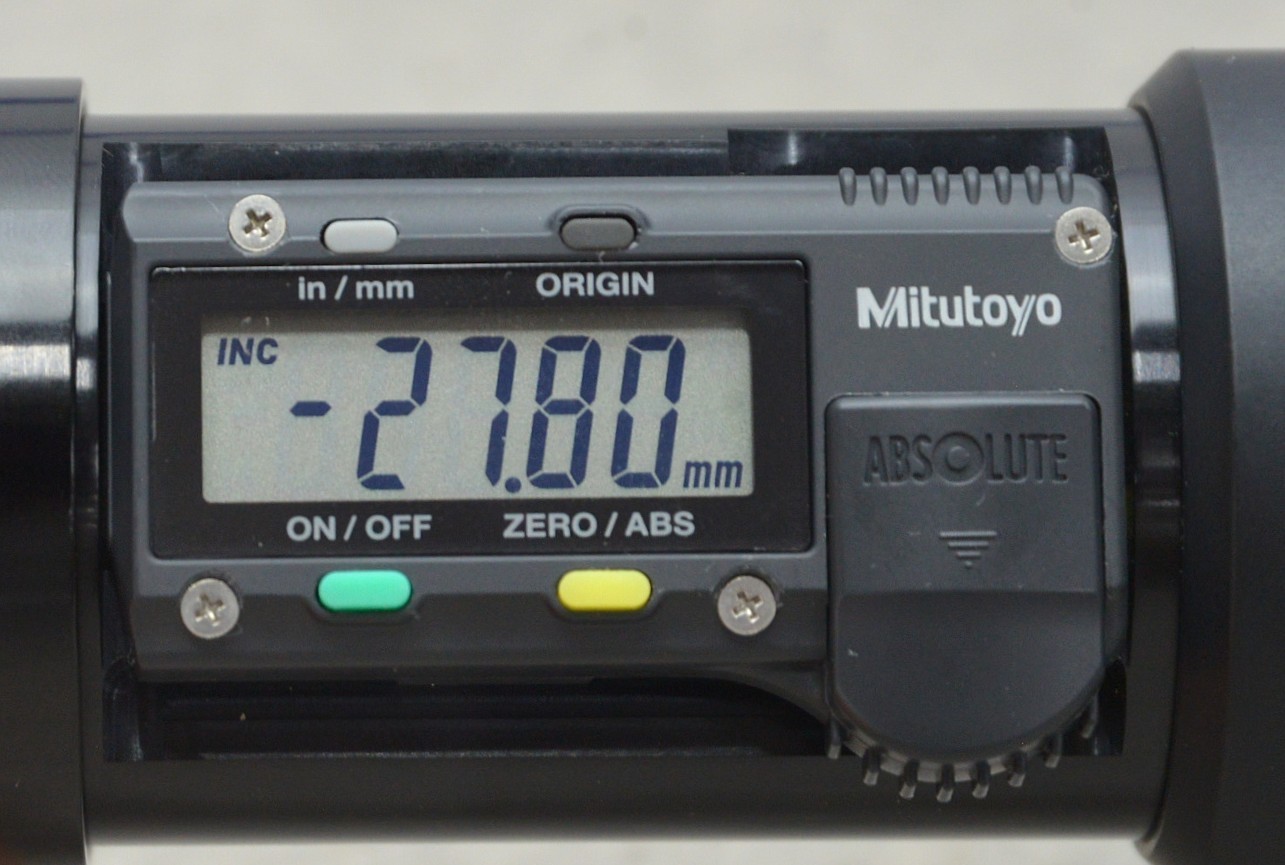 in / mm ORIGIN
Mitutoyo
INC
-27.80 mm
ABSOLUTE
ON / OFF ZERO / ABS